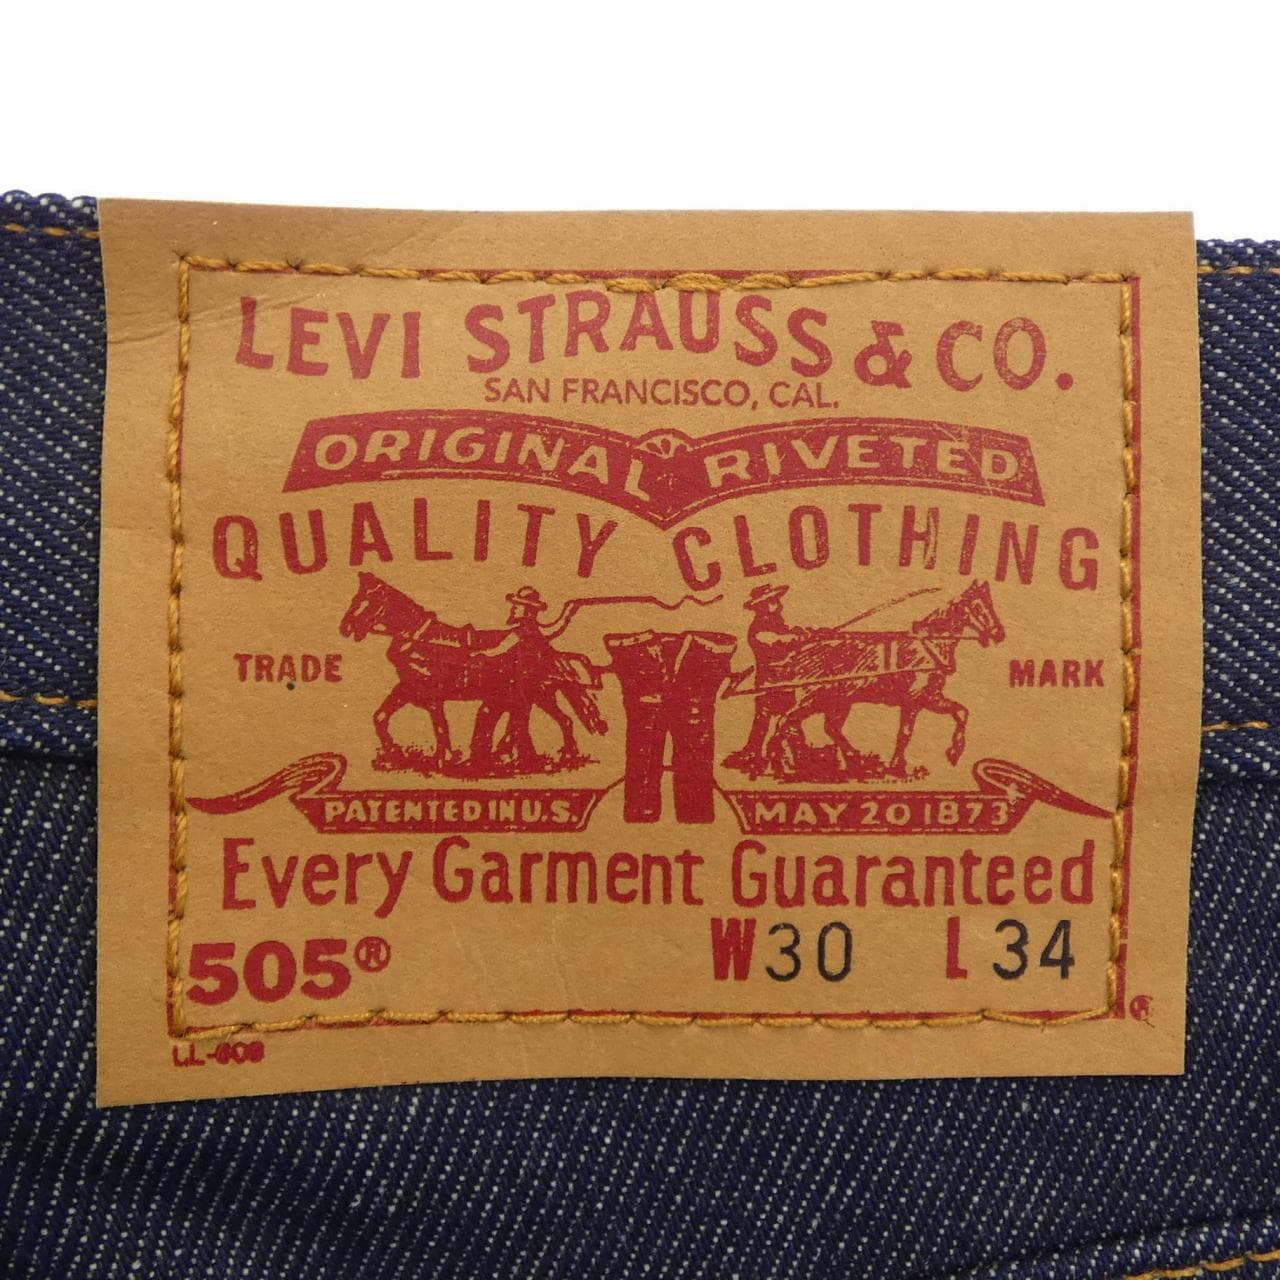 LEVI STRAUSS & CO.
SAN FRANCISCO, CAL.
ORIGINAL RIVETED
QUALITY CLOTHING
TRADE MARK
PATENTED IN U.S. MAY 20 1873
Every Garment Guaranteed
505® W30 L34
®